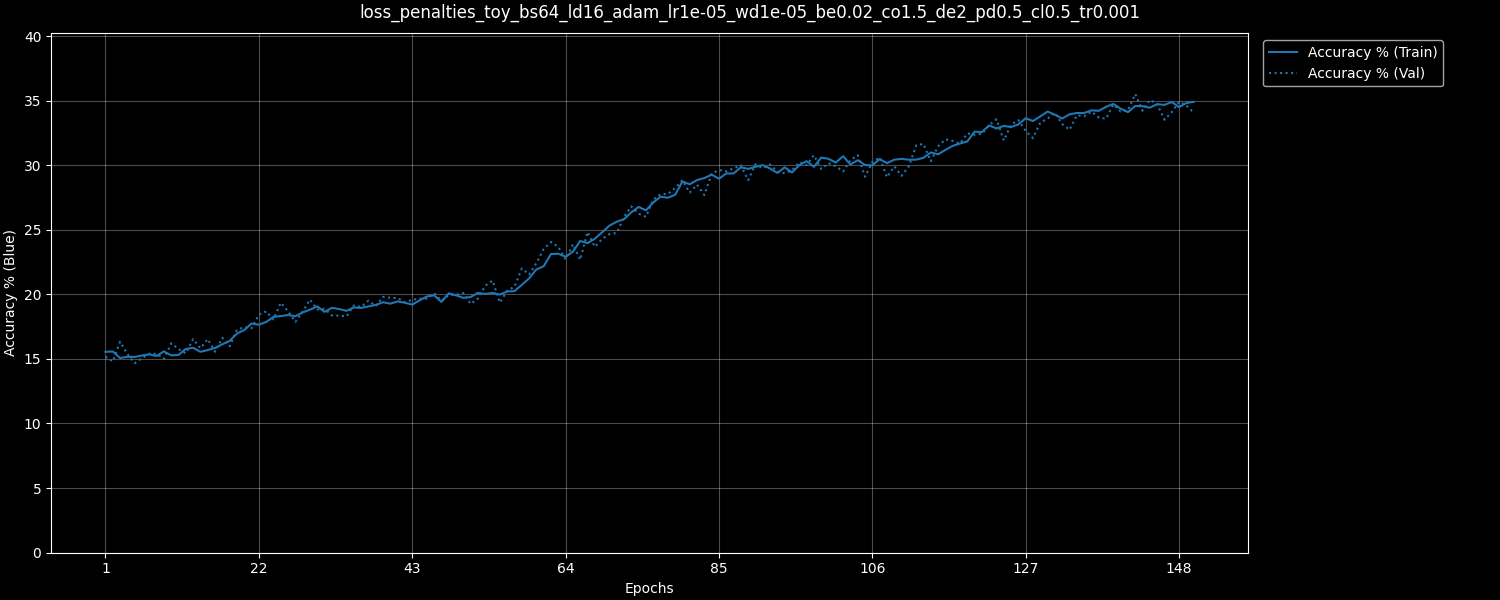 loss_penalties_toy_bs64_ld16_adam_lr1e-05_wd1e-05_be0.02_co1.5_de2_pd0.5_cl0.5_tr0.001
Accuracy % (Train)
Accuracy % (Val)
Accuracy % (Blue)
40
35
30
25
20
15
10
5
0
1 22 43 64 85 106 127 148
Epochs